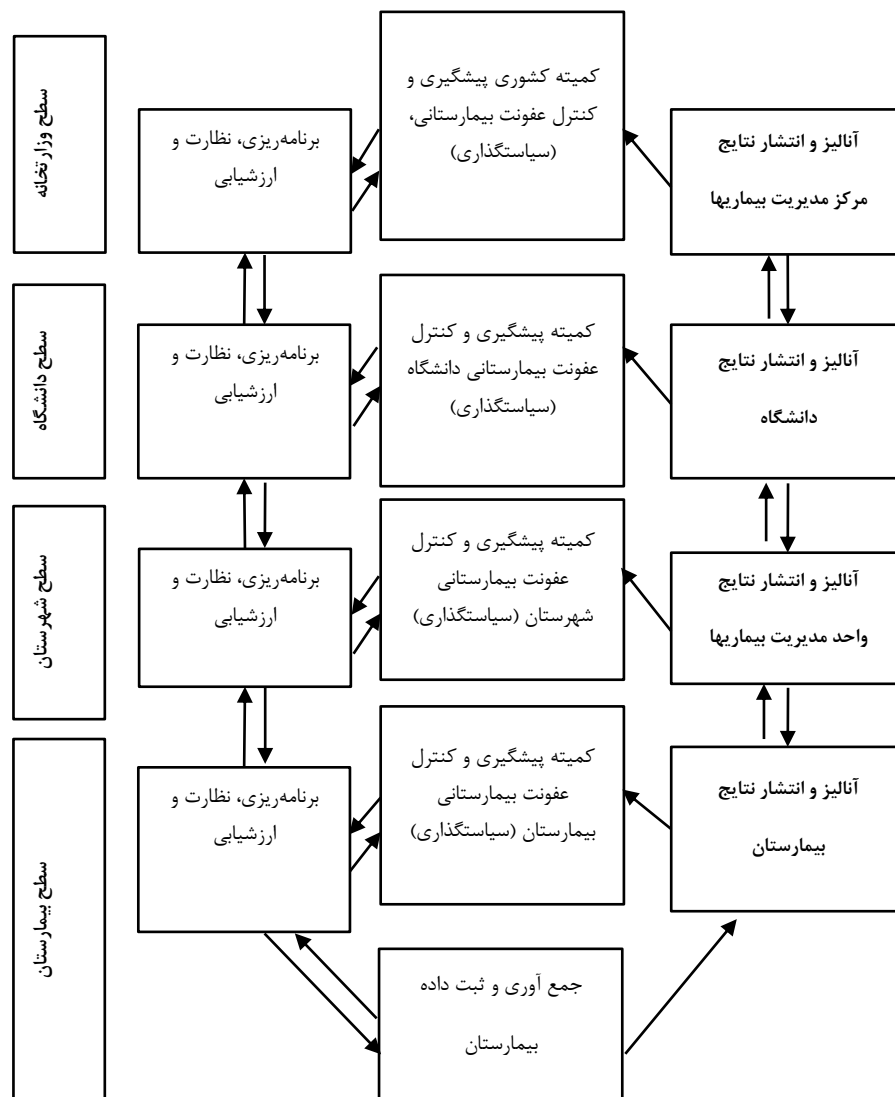 سطح وزارتخانه
کمیته کشوری پیشگیری و
کنترل عفونت بیمارستانی،
(سیاستگذاری)
برنامه‌ریزی، نظارت و
ارزشیابی
آنالیز و انتشار نتایج
مرکز مدیریت بیماریها
سطح دانشگاه
کمیته پیشگیری و کنترل
عفونت بیمارستانی دانشگاه
(سیاستگذاری)
برنامه‌ریزی، نظارت و
ارزشیابی
آنالیز و انتشار نتایج
دانشگاه
سطح شهرستان
کمیته پیشگیری و کنترل
عفونت بیمارستانی
شهرستان (سیاستگذاری)
برنامه‌ریزی، نظارت و
ارزشیابی
آنالیز و انتشار نتایج
واحد مدیریت بیماریها
سطح بیمارستان
کمیته پیشگیری و کنترل
عفونت بیمارستانی
بیمارستان (سیاستگذاری)
برنامه‌ریزی، نظارت و
ارزشیابی
آنالیز و انتشار نتایج
بیمارستان
جمع آوری و ثبت داده
بیمارستان